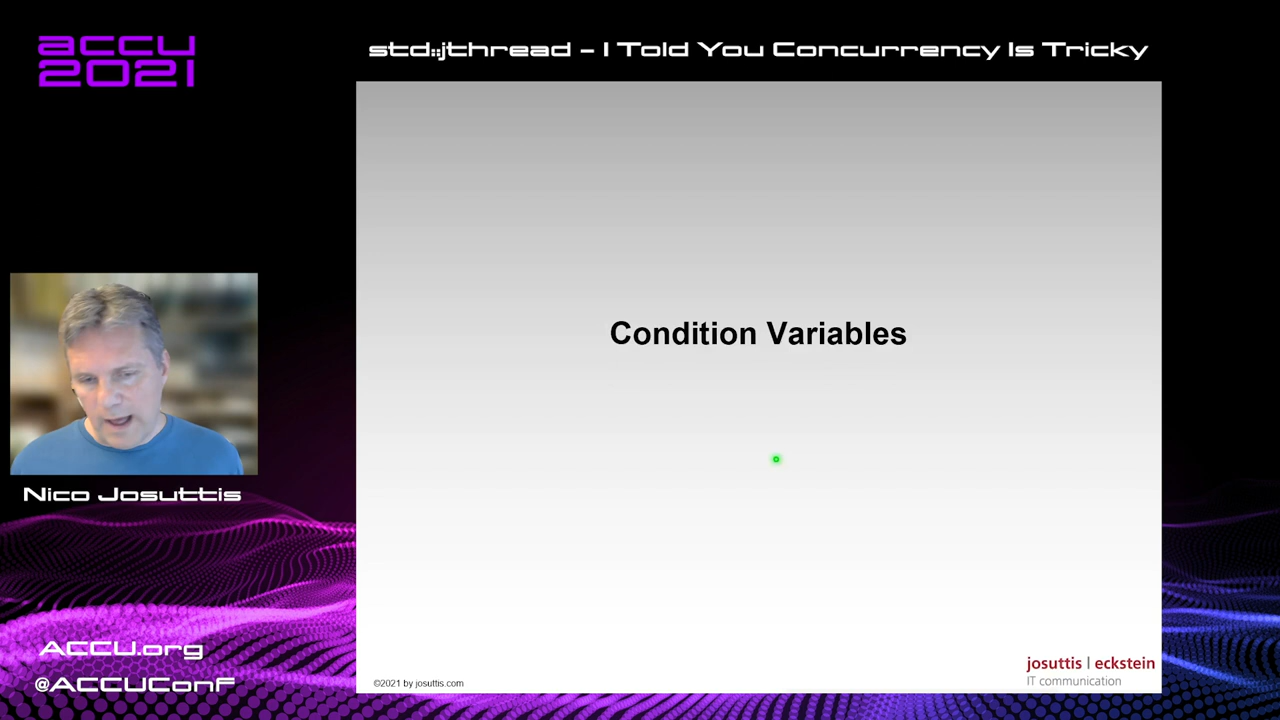 accu
2021
std::jthread – I Told You Concurrency Is Tricky
Condition Variables
Nico Josuttis
ACCU.org
@ACCUConf
©2021 by josuttis.com
josuttis | eckstein
IT communication